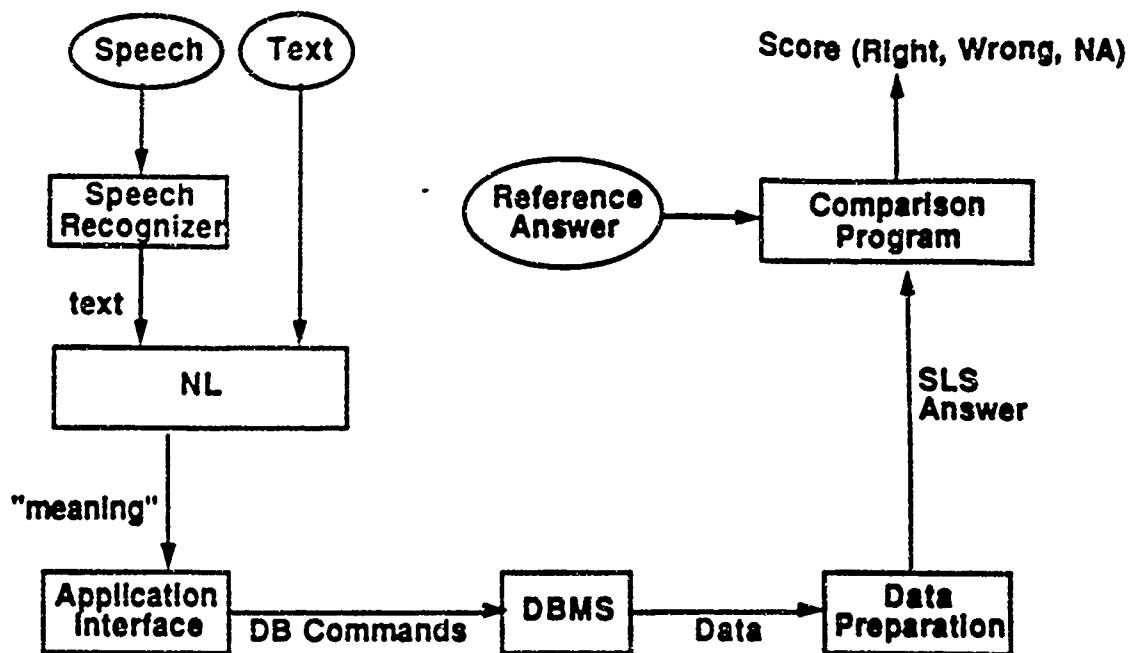 Speech
Text
Score (Right, Wrong, NA)
Speech
Recognizer
Reference
Answer
Comparison
Program
text
NL
SLS
Answer
"meaning"
Application
Interface
DB Commands
DBMS
Data
Data
Preparation